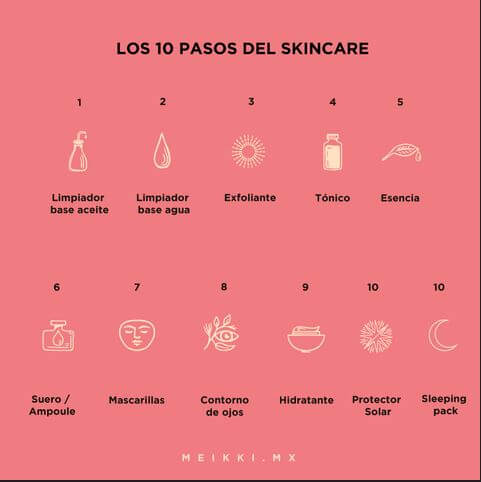 LOS 10 PASOS DEL SKINCARE
1 2 3 4 5
Limpiador base aceite
Limpiador base agua
Exfoliante
Tónico
Esencia
6 7 8 9 10 10
Suero / Ampoule
Mascarillas
Contorno de ojos
Hidratante
Protector Solar
Sleeping pack
MEIKKI.MX